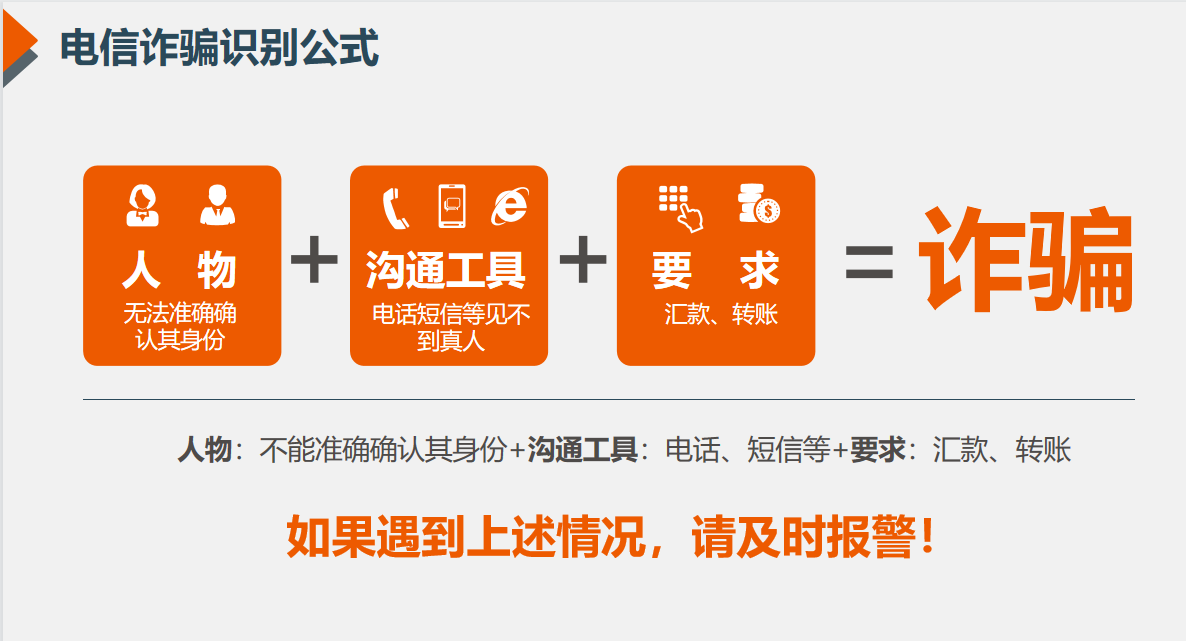 电信诈骗识别公式
人 物
无法准确确
认其身份
+
沟通工具
电话短信等见不
到真人
+
要 求
汇款、转账
=
诈骗
人物：不能准确确认其身份+沟通工具：电话、短信等+要求：汇款、转账
如果遇到上述情况，请及时报警！